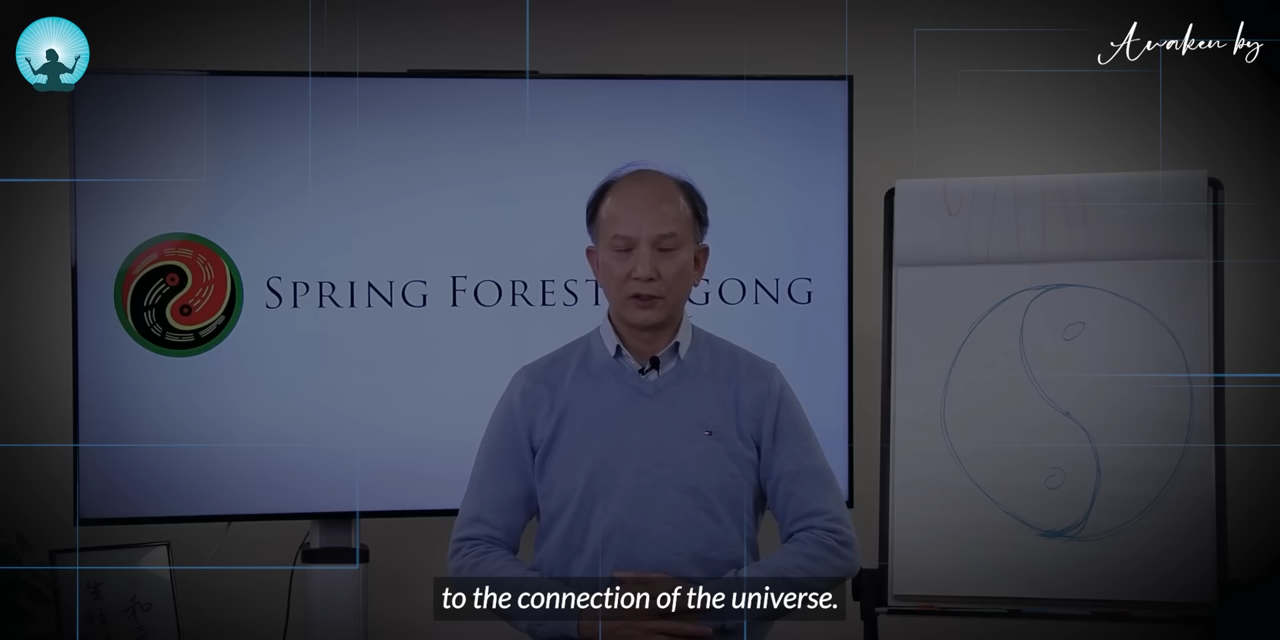 Awaken by
SPRING FOREST GONG
to the connection of the universe.